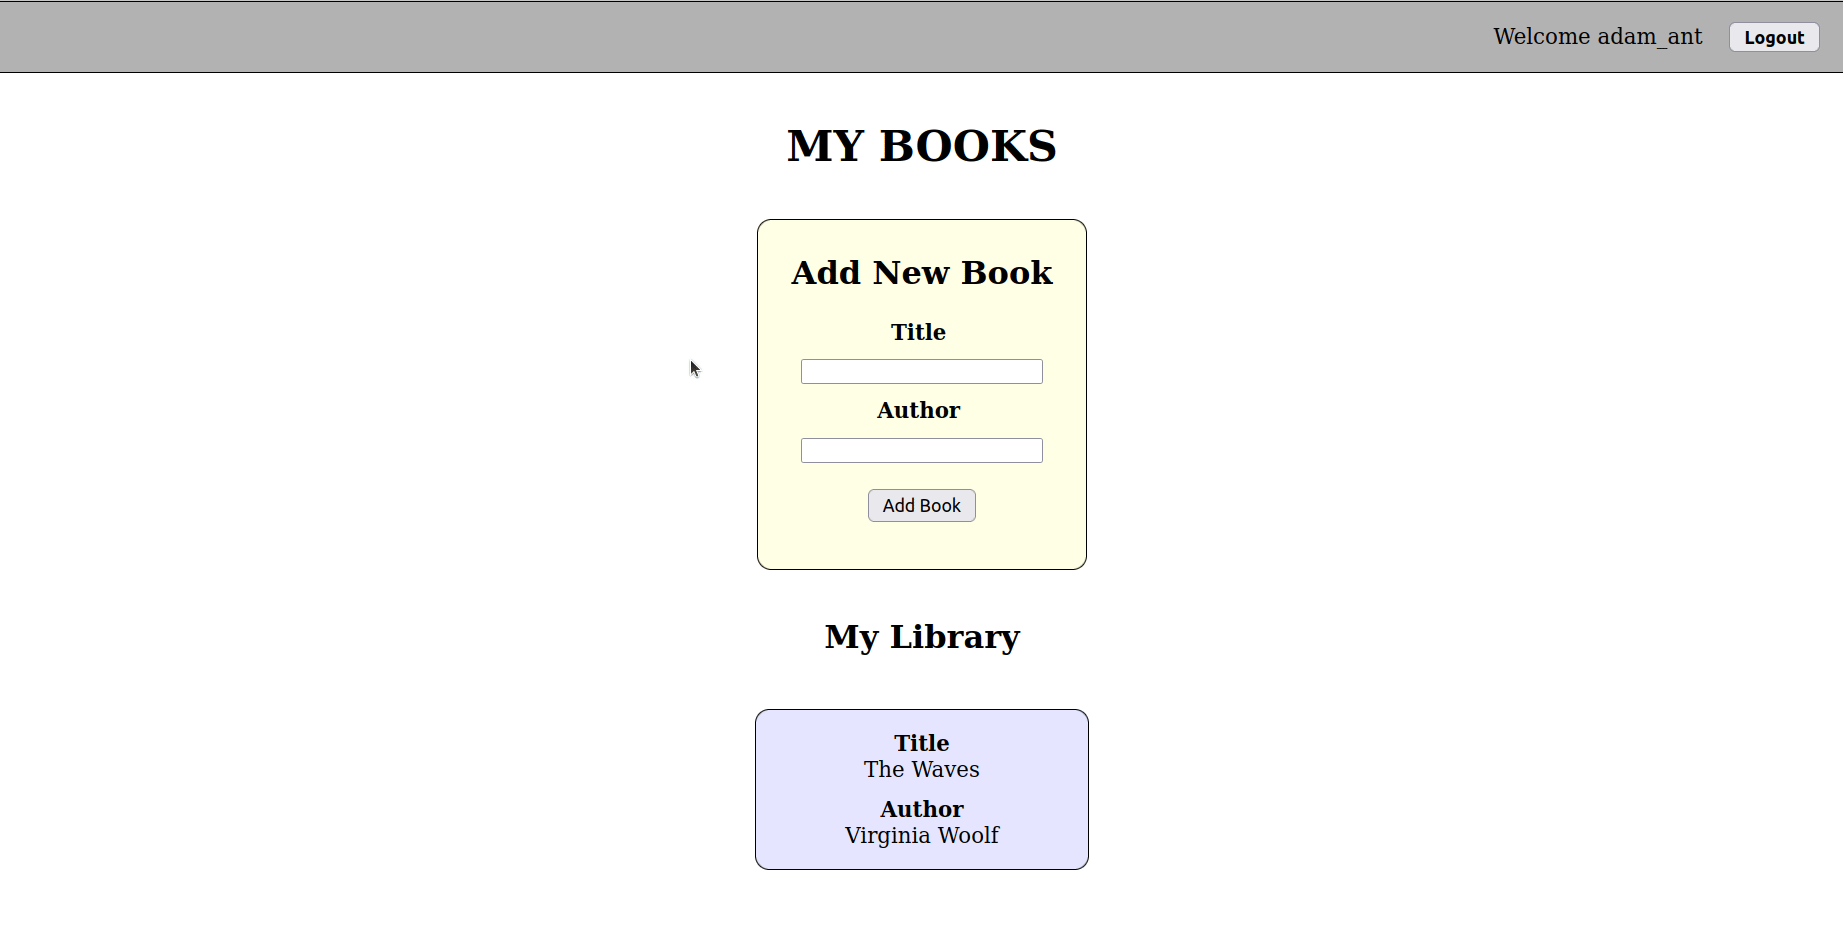 Welcome adam_ant Logout
MY BOOKS
Add New Book
Title
Author
Add Book
My Library
Title
The Waves
Author
Virginia Woolf